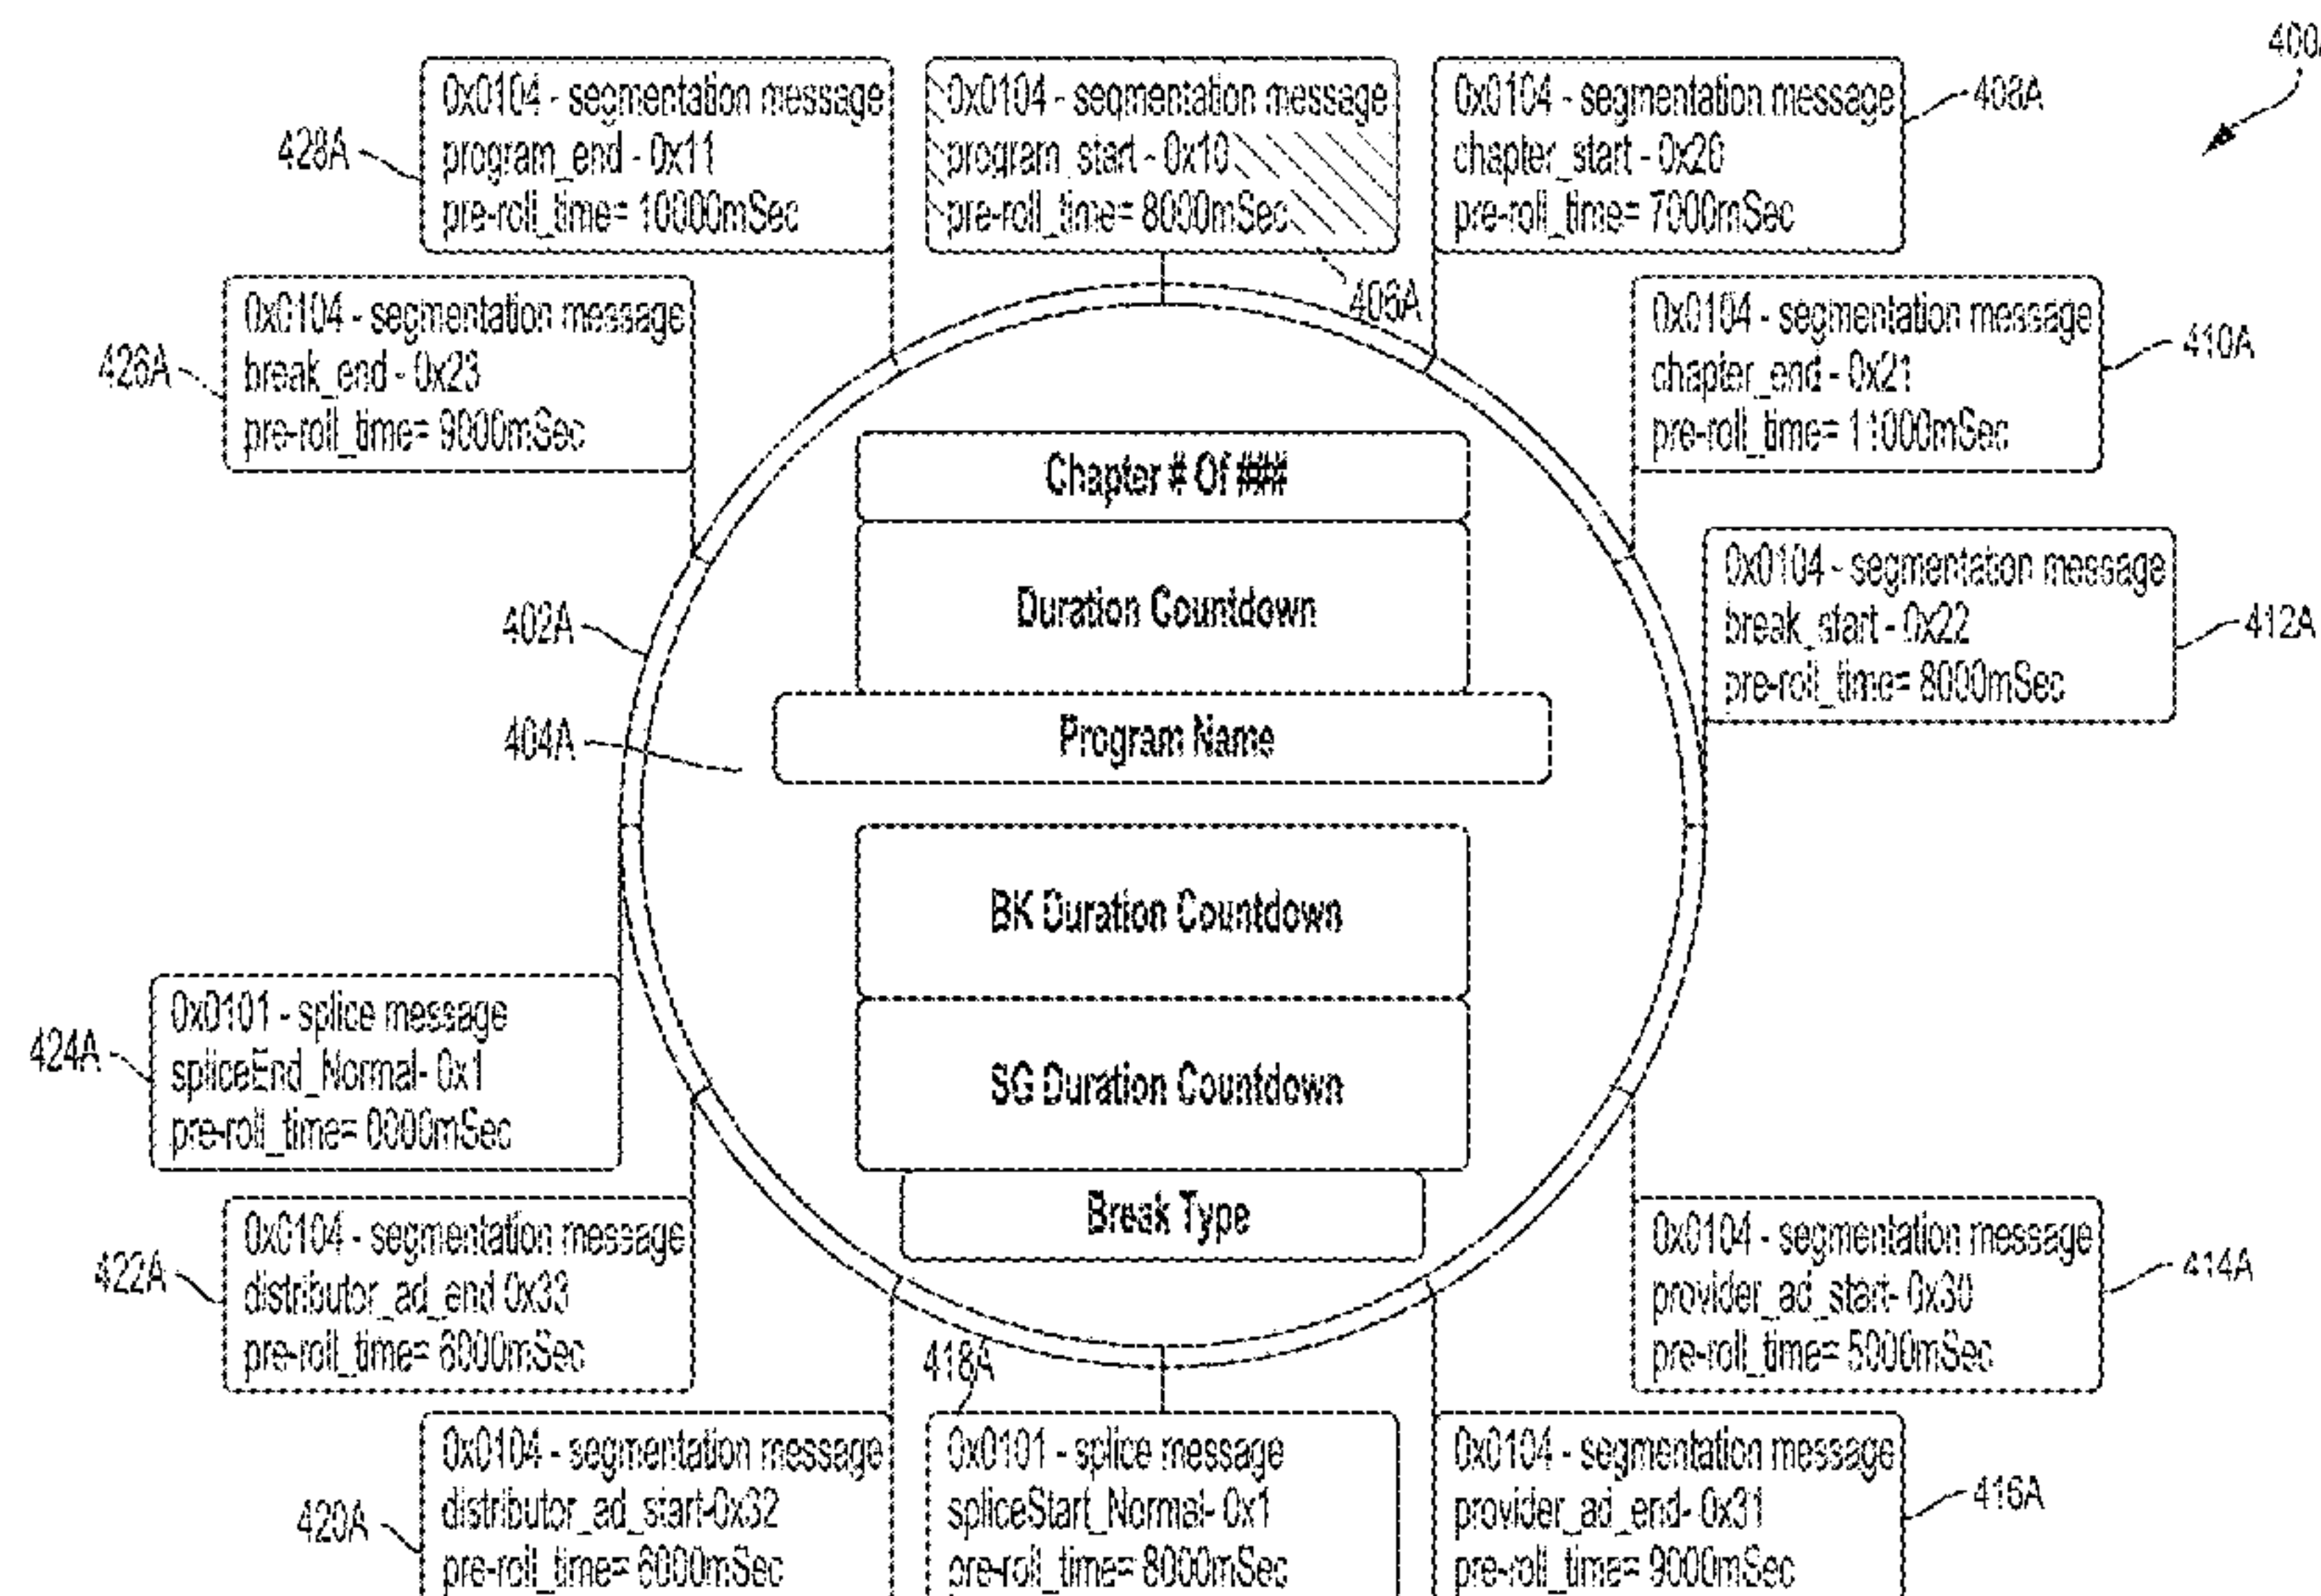 400A
0x0104 - segmentation message
program_end - 0x11
pre-roll_time= 10000mSec
428A
0x0104 - segmentation message
program_start - 0x10
pre-roll_time= 8000mSec
406A
0x0104 - segmentation message
chapter_start - 0x20
pre-roll_time= 7000mSec
408A
0x0104 - segmentation message
break_end - 0x23
pre-roll_time= 9000mSec
426A
0x0104 - segmentation message
chapter_end - 0x21
pre-roll_time= 11000mSec
410A
0x0104 - segmentation message
break_start - 0x22
pre-roll_time= 8000mSec
412A
402A
404A
Chapter # Of ###
Duration Countdown
Program Name
BK Duration Countdown
SG Duration Countdown
Break Type
0x0101 - splice message
spliceEnd_Normal- 0x1
pre-roll_time= 0000mSec
424A
0x0104 - segmentation message
distributor_ad_end 0x33
pre-roll_time= 6000mSec
422A
0x0104 - segmentation message
provider_ad_start- 0x30
pre-roll_time= 5000mSec
414A
0x0104 - segmentation message
distributor_ad_start-0x32
pre-roll_time= 6000mSec
420A
418A
0x0101 - splice message
spliceStart_Normal- 0x1
pre-roll_time= 8000mSec
0x0104 - segmentation message
provider_ad_end- 0x31
pre-roll_time= 9000mSec
416A